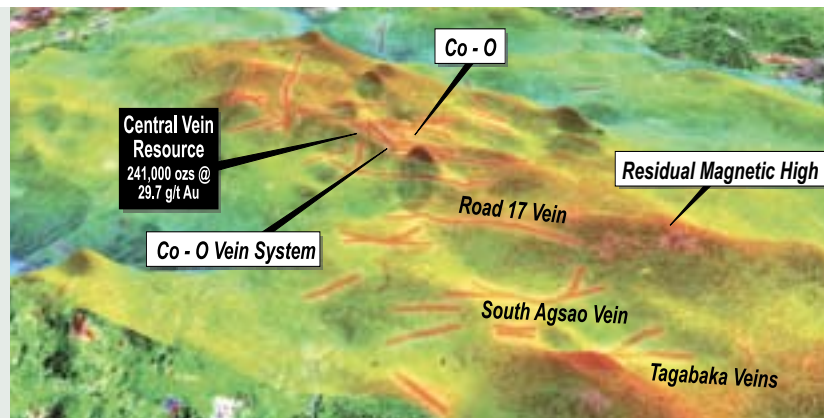 Co - O
Central Vein
Resource
241,000 ozs @
29.7 g/t Au
Residual Magnetic High
Road 17 Vein
Co - O Vein System
South Agsao Vein
Tagabaka Veins